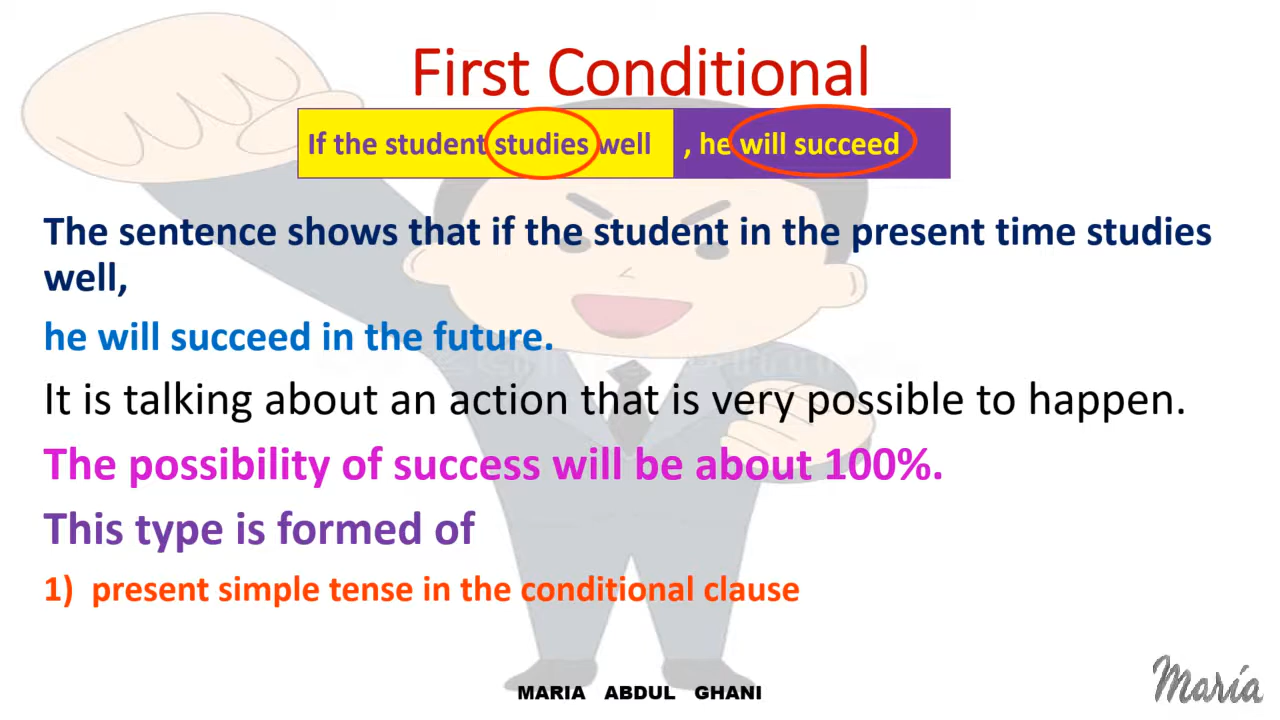 First Conditional
If the student studies well , he will succeed
The sentence shows that if the student in the present time studies
well,
he will succeed in the future.
It is talking about an action that is very possible to happen.
The possibility of success will be about 100%.
This type is formed of
1) present simple tense in the conditional clause
MARIA ABDUL GHANI
Maria